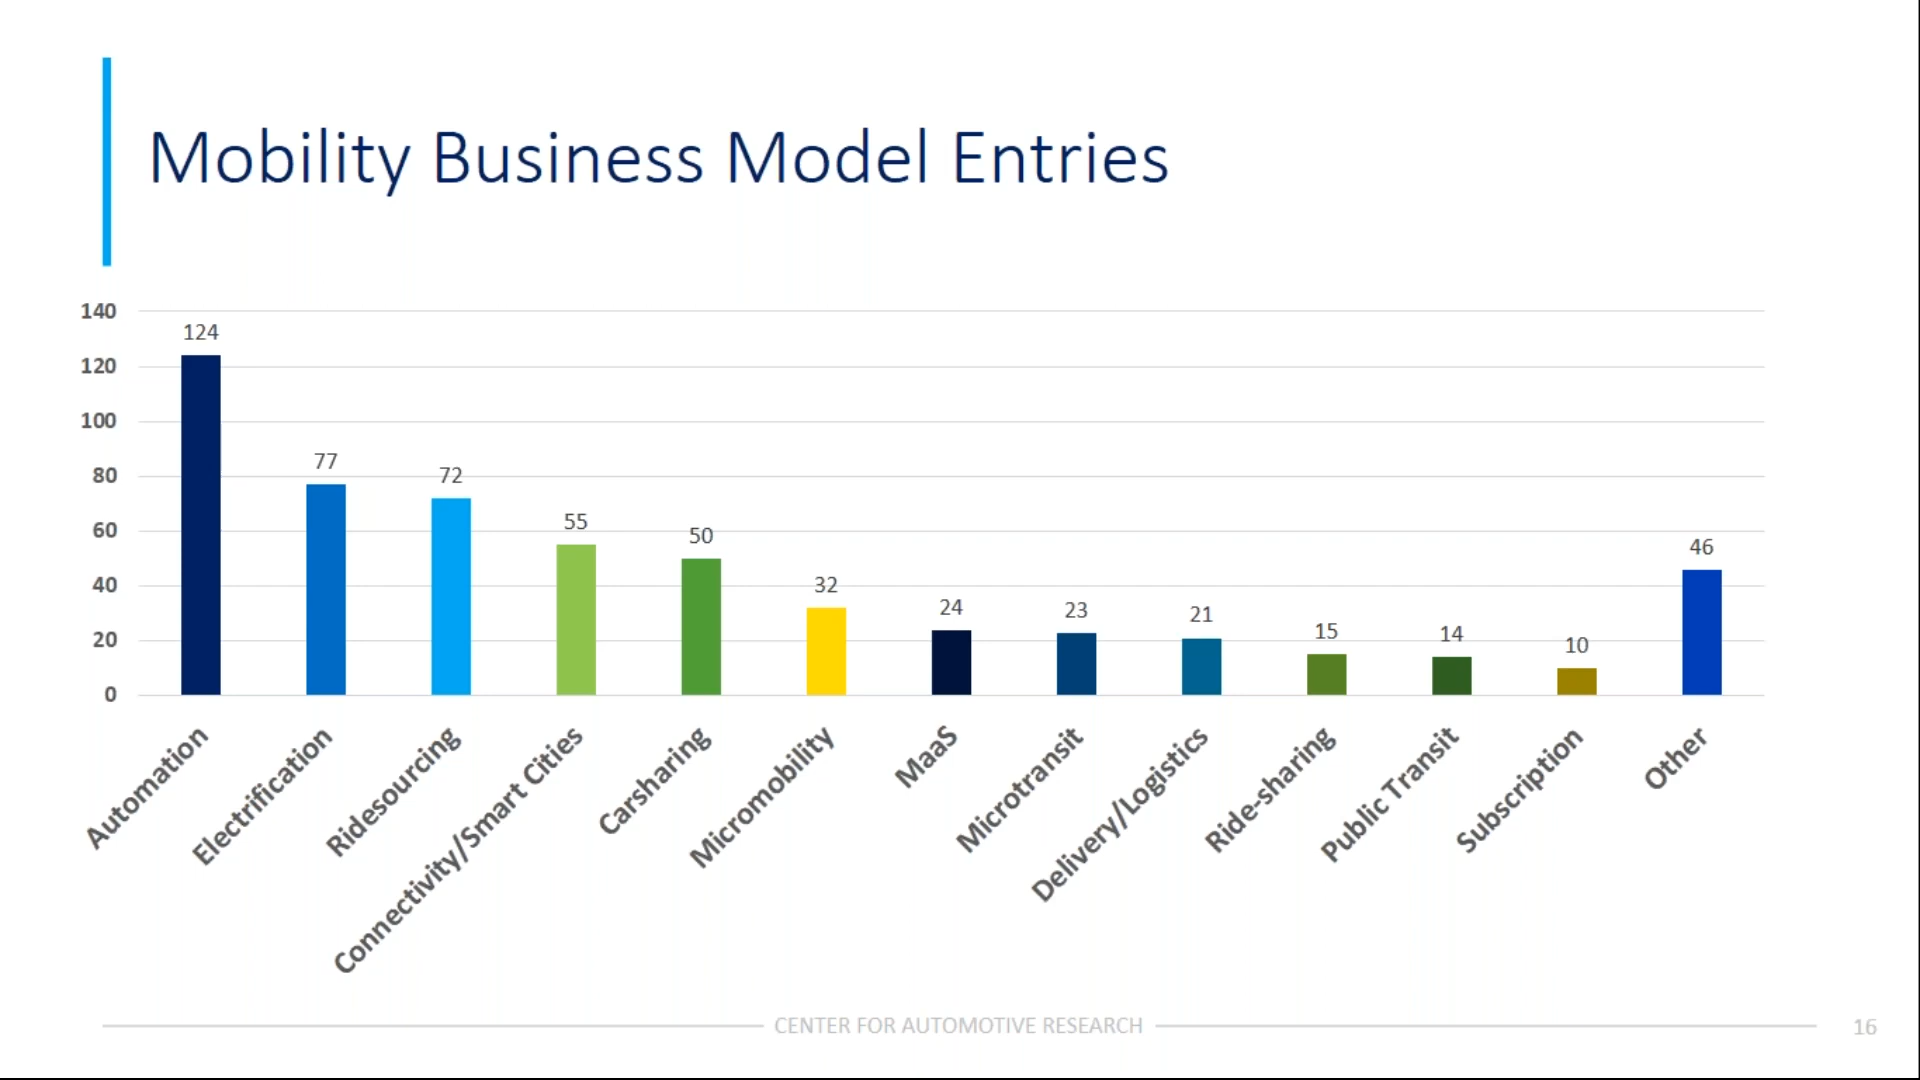 Mobility Business Model Entries
140
120
100
80
60
40
20
0
124
77
72
55
50
32
24
23
21
15
14
10
46
Automation
Electrification
Ridesourcing
Connectivity/Smart Cities
Carsharing
Micromobility
MaaS
Microtransit
Delivery/Logistics
Ride-sharing
Public Transit
Subscription
Other
CENTER FOR AUTOMOTIVE RESEARCH
16